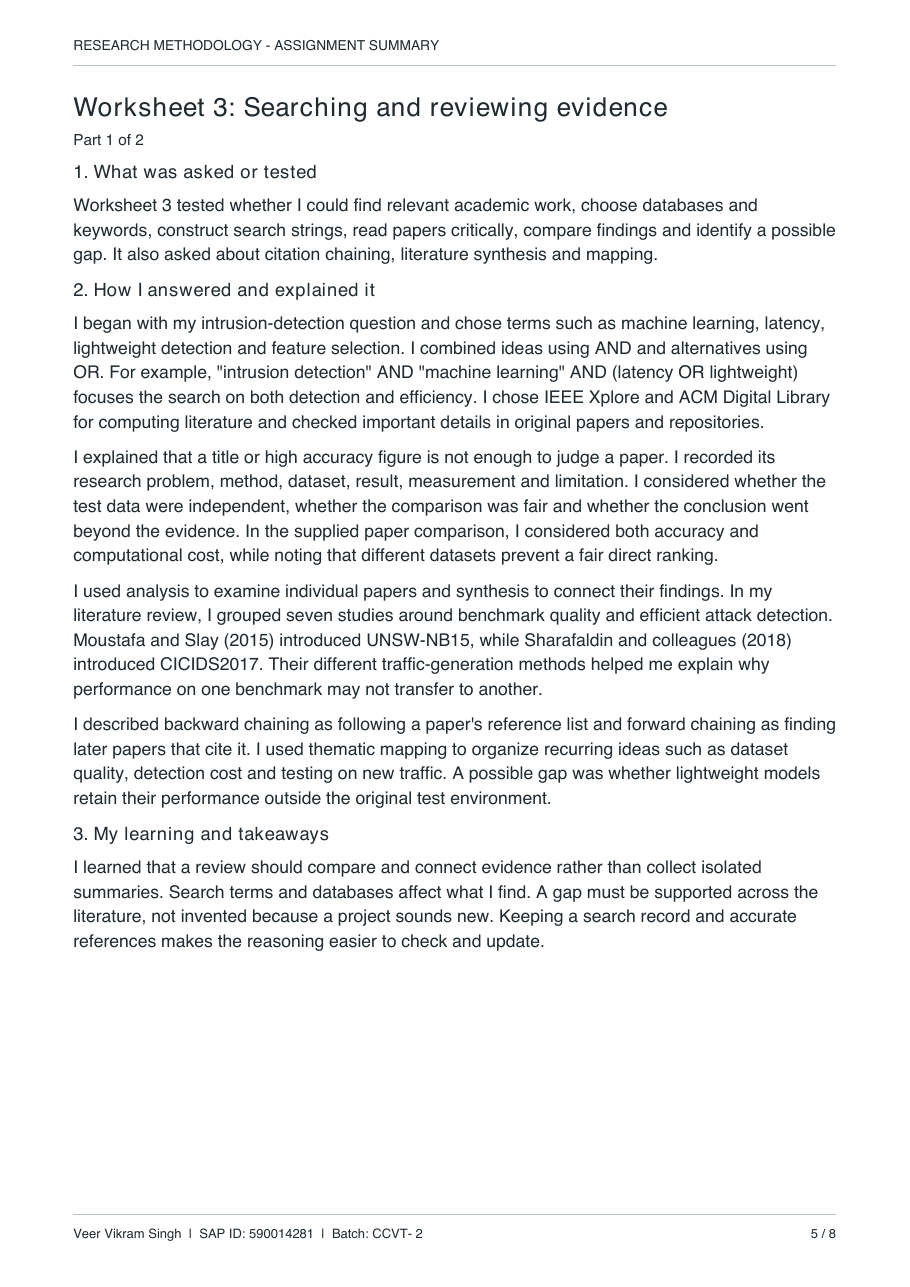 RESEARCH METHODOLOGY - ASSIGNMENT SUMMARY
Worksheet 3: Searching and reviewing evidence
Part 1 of 2
1. What was asked or tested
Worksheet 3 tested whether I could find relevant academic work, choose databases and
keywords, construct search strings, read papers critically, compare findings and identify a possible
gap. It also asked about citation chaining, literature synthesis and mapping.
2. How I answered and explained it
I began with my intrusion-detection question and chose terms such as machine learning, latency,
lightweight detection and feature selection. I combined ideas using AND and alternatives using
OR. For example, "intrusion detection" AND "machine learning" AND (latency OR lightweight)
focuses the search on both detection and efficiency. I chose IEEE Xplore and ACM Digital Library
for computing literature and checked important details in original papers and repositories.
I explained that a title or high accuracy figure is not enough to judge a paper. I recorded its
research problem, method, dataset, result, measurement and limitation. I considered whether the
test data were independent, whether the comparison was fair and whether the conclusion went
beyond the evidence. In the supplied paper comparison, I considered both accuracy and
computational cost, while noting that different datasets prevent a fair direct ranking.
I used analysis to examine individual papers and synthesis to connect their findings. In my
literature review, I grouped seven studies around benchmark quality and efficient attack detection.
Moustafa and Slay (2015) introduced UNSW-NB15, while Sharafaldin and colleagues (2018)
introduced CICIDS2017. Their different traffic-generation methods helped me explain why
performance on one benchmark may not transfer to another.
I described backward chaining as following a paper's reference list and forward chaining as finding
later papers that cite it. I used thematic mapping to organize recurring ideas such as dataset
quality, detection cost and testing on new traffic. A possible gap was whether lightweight models
retain their performance outside the original test environment.
3. My learning and takeaways
I learned that a review should compare and connect evidence rather than collect isolated
summaries. Search terms and databases affect what I find. A gap must be supported across the
literature, not invented because a project sounds new. Keeping a search record and accurate
references makes the reasoning easier to check and update.
Veer Vikram Singh | SAP ID: 590014281 | Batch: CCVT- 2 5 / 8